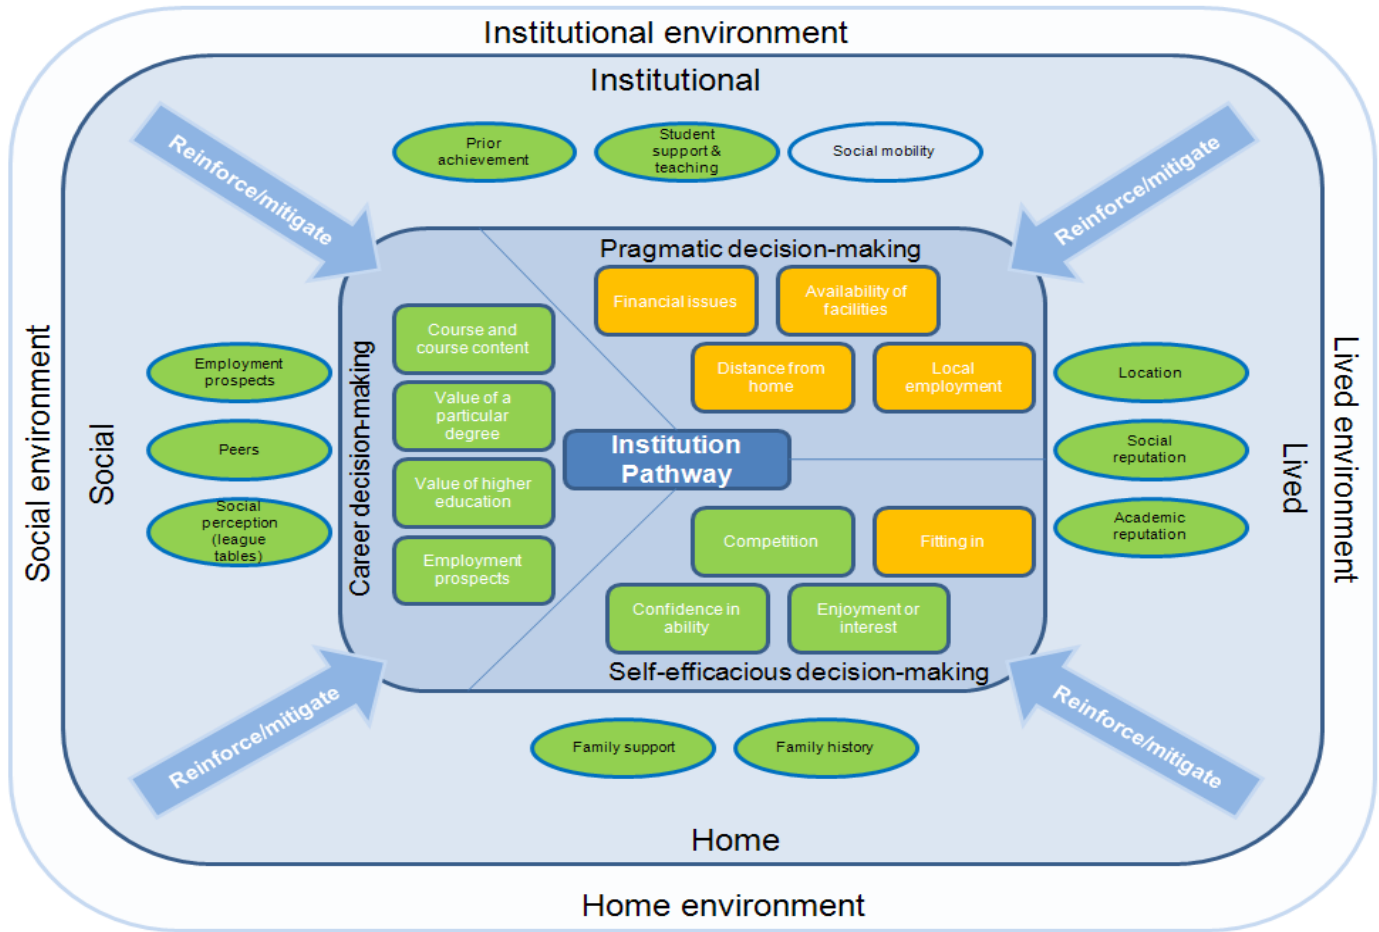 Institutional environment
Institutional
Prior
achievement
Student
support &
teaching
Social mobility
Reinforce/mitigate
Reinforce/mitigate
Pragmatic decision-making
Financial issues
Availability of
facilities
Distance from
home
Local
employment
Social environment
Social
Employment
prospects
Peers
Social
perception
(league
tables)
Career decision-making
Course and
course content
Value of a
particular
degree
Value of higher
education
Employment
prospects
Institution
Pathway
Competition
Fitting in
Confidence in
ability
Enjoyment or
interest
Self-efficacious decision-making
Location
Social
reputation
Academic
reputation
Lived
Lived environment
Reinforce/mitigate
Reinforce/mitigate
Family support
Family history
Home
Home environment